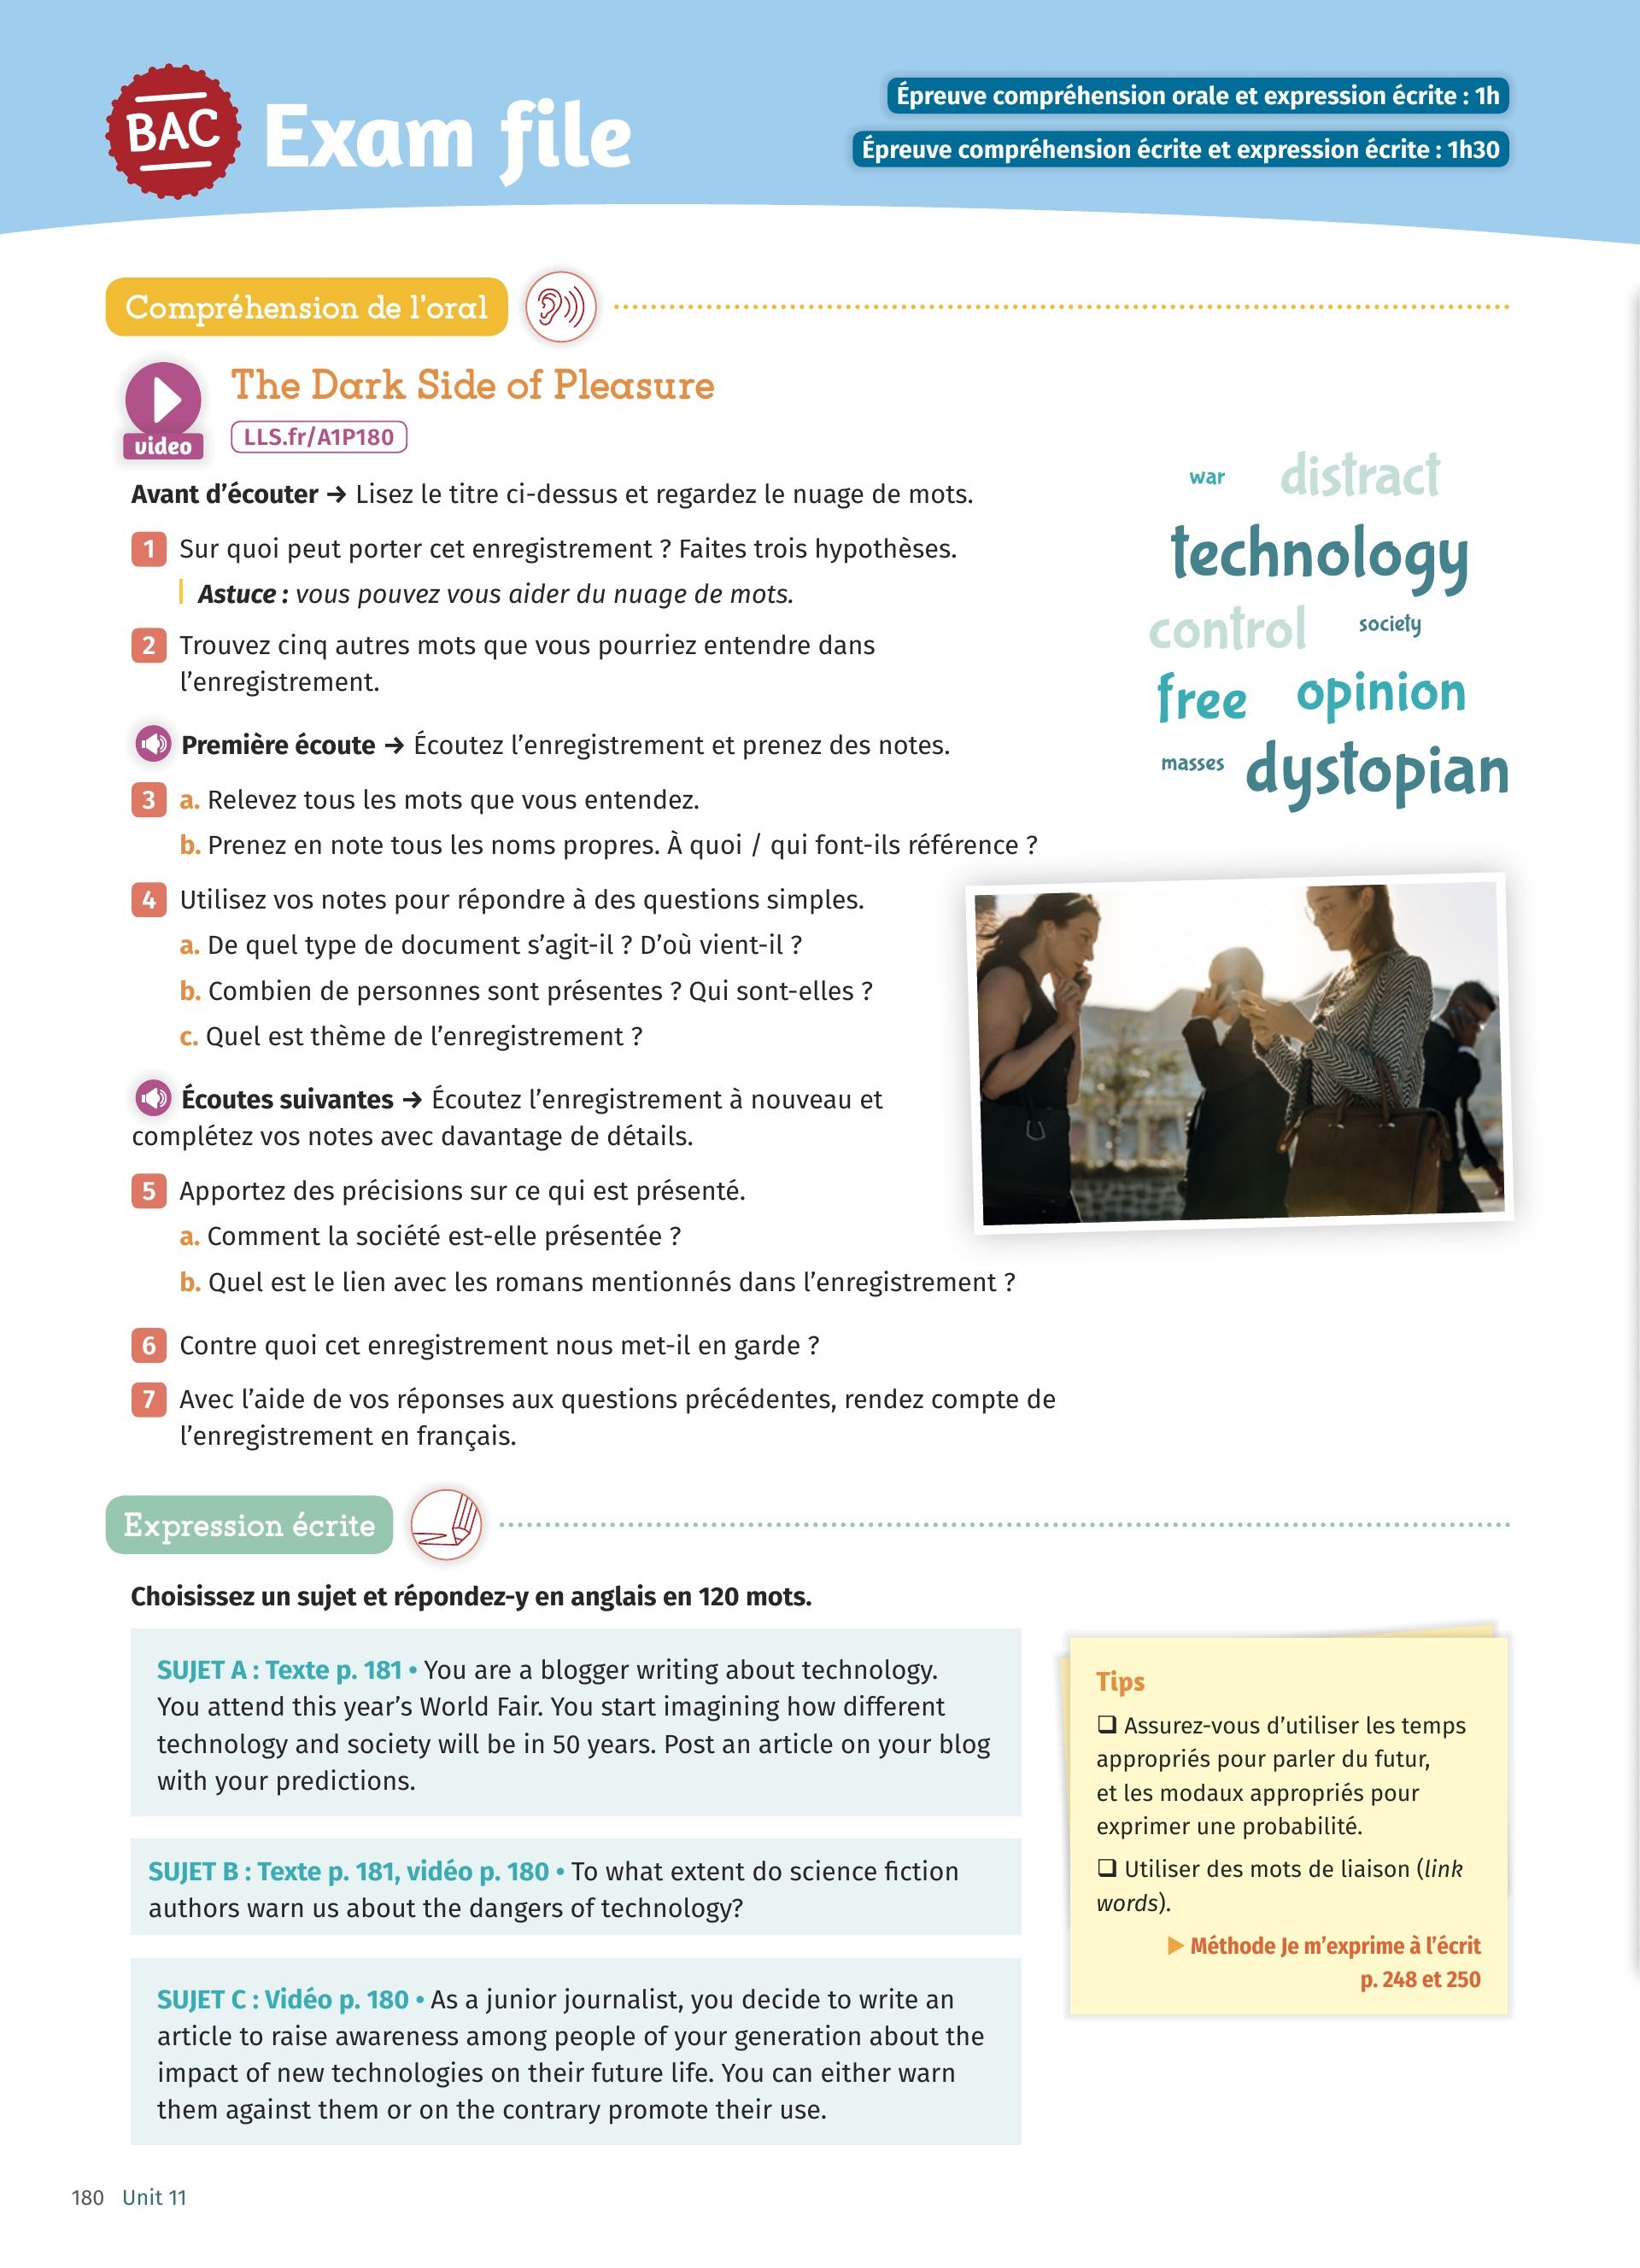 BAC
Exam file
Épreuve compréhension orale et expression écrite : 1h
Épreuve compréhension écrite et expression écrite : 1h30
Compréhension de l'oral
video
The Dark Side of Pleasure
LLS.fr/A1P180
Avant d'écouter → Lisez le titre ci-dessus et regardez le nuage de mots.
1 Sur quoi peut porter cet enregistrement ? Faites trois hypothèses.
Astuce : vous pouvez vous aider du nuage de mots.
2 Trouvez cinq autres mots que vous pourriez entendre dans
l'enregistrement.
war distract
technology
control society
free opinion
masses dystopian
Première écoute → Écoutez l'enregistrement et prenez des notes.
3 a. Relevez tous les mots que vous entendez.
b. Prenez en note tous les noms propres. À quoi / qui font-ils référence ?
4 Utilisez vos notes pour répondre à des questions simples.
a. De quel type de document s'agit-il ? D'où vient-il ?
b. Combien de personnes sont présentes ? Qui sont-elles ?
c. Quel est thème de l'enregistrement ?
Écoutes suivantes → Écoutez l'enregistrement à nouveau et
complétez vos notes avec davantage de détails.
5 Apportez des précisions sur ce qui est présenté.
a. Comment la société est-elle présentée ?
b. Quel est le lien avec les romans mentionnés dans l'enregistrement ?
6 Contre quoi cet enregistrement nous met-il en garde ?
7 Avec l'aide de vos réponses aux questions précédentes, rendez compte de
l'enregistrement en français.
Expression écrite
Choisissez un sujet et répondez-y en anglais en 120 mots.
SUJET A : Texte p. 181 • You are a blogger writing about technology.
You attend this year's World Fair. You start imagining how different
technology and society will be in 50 years. Post an article on your blog
with your predictions.
SUJET B : Texte p. 181, vidéo p. 180 • To what extent do science fiction
authors warn us about the dangers of technology?
SUJET C : Vidéo p. 180 • As a junior journalist, you decide to write an
article to raise awareness among people of your generation about the
impact of new technologies on their future life. You can either warn
them against them or on the contrary promote their use.
Tips
❑ Assurez-vous d'utiliser les temps
appropriés pour parler du futur,
et les modaux appropriés pour
exprimer une probabilité.
❑ Utiliser des mots de liaison (link
words).
▶ Méthode Je m'exprime à l'écrit
p. 248 et 250
180 Unit 11